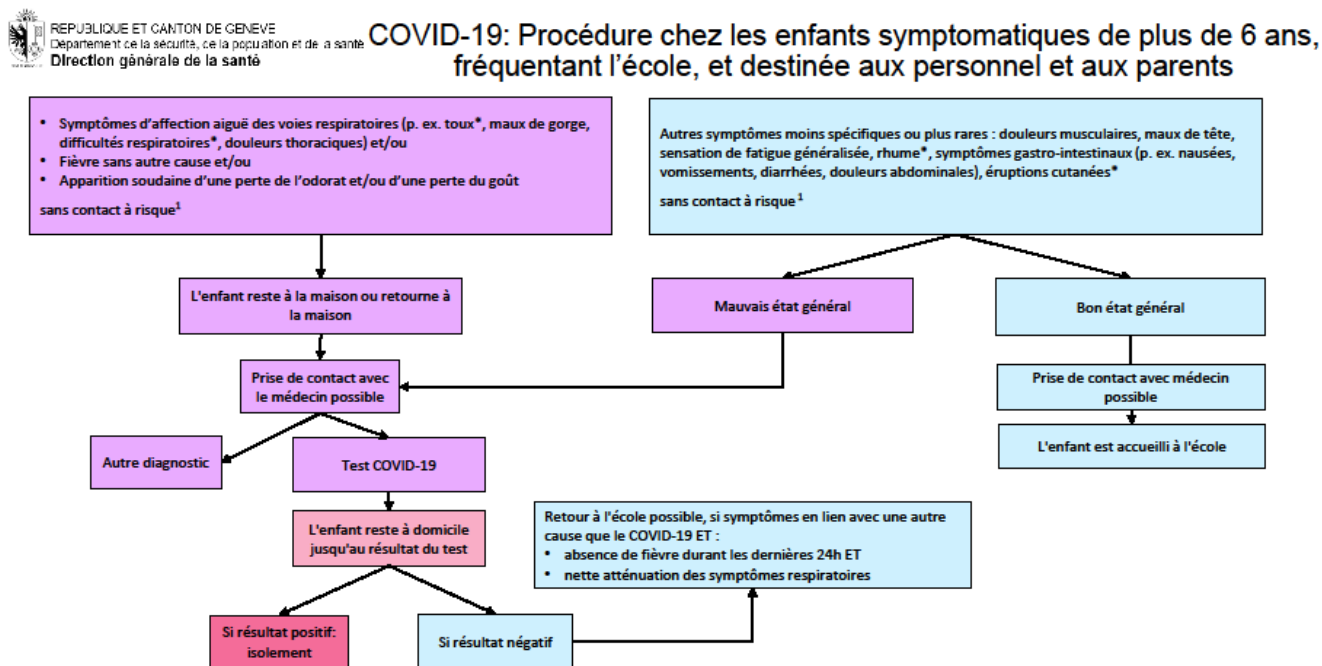 REPUBLIQUE ET CANTON DE GENEVE
Département de la sécurité, de la population et de la santé
Direction générale de la santé
COVID-19: Procédure chez les enfants symptomatiques de plus de 6 ans,
fréquentant l'école, et destinée aux personnel et aux parents
• Symptômes d'affection aiguë des voies respiratoires (p. ex. toux*, maux de gorge,
difficultés respiratoires*, douleurs thoraciques) et/ou
• Fièvre sans autre cause et/ou
• Apparition soudaine d'une perte de l'odorat et/ou d'une perte du goût
sans contact à risque¹
Autres symptômes moins spécifiques ou plus rares : douleurs musculaires, maux de tête,
sensation de fatigue généralisée, rhume*, symptômes gastro-intestinaux (p. ex. nausées,
vomissements, diarrhées, douleurs abdominales), éruptions cutanées*
sans contact à risque¹
L'enfant reste à la maison ou retourne à
la maison
Mauvais état général
Bon état général
Prise de contact avec
le médecin possible
Prise de contact avec médecin
possible
Autre diagnostic
Test COVID-19
L'enfant est accueilli à l'école
L'enfant reste à domicile
jusqu'au résultat du test
Retour à l'école possible, si symptômes en lien avec une autre
cause que le COVID-19 ET :
• absence de fièvre durant les dernières 24h ET
• nette atténuation des symptômes respiratoires
Si résultat positif:
isolement
Si résultat négatif